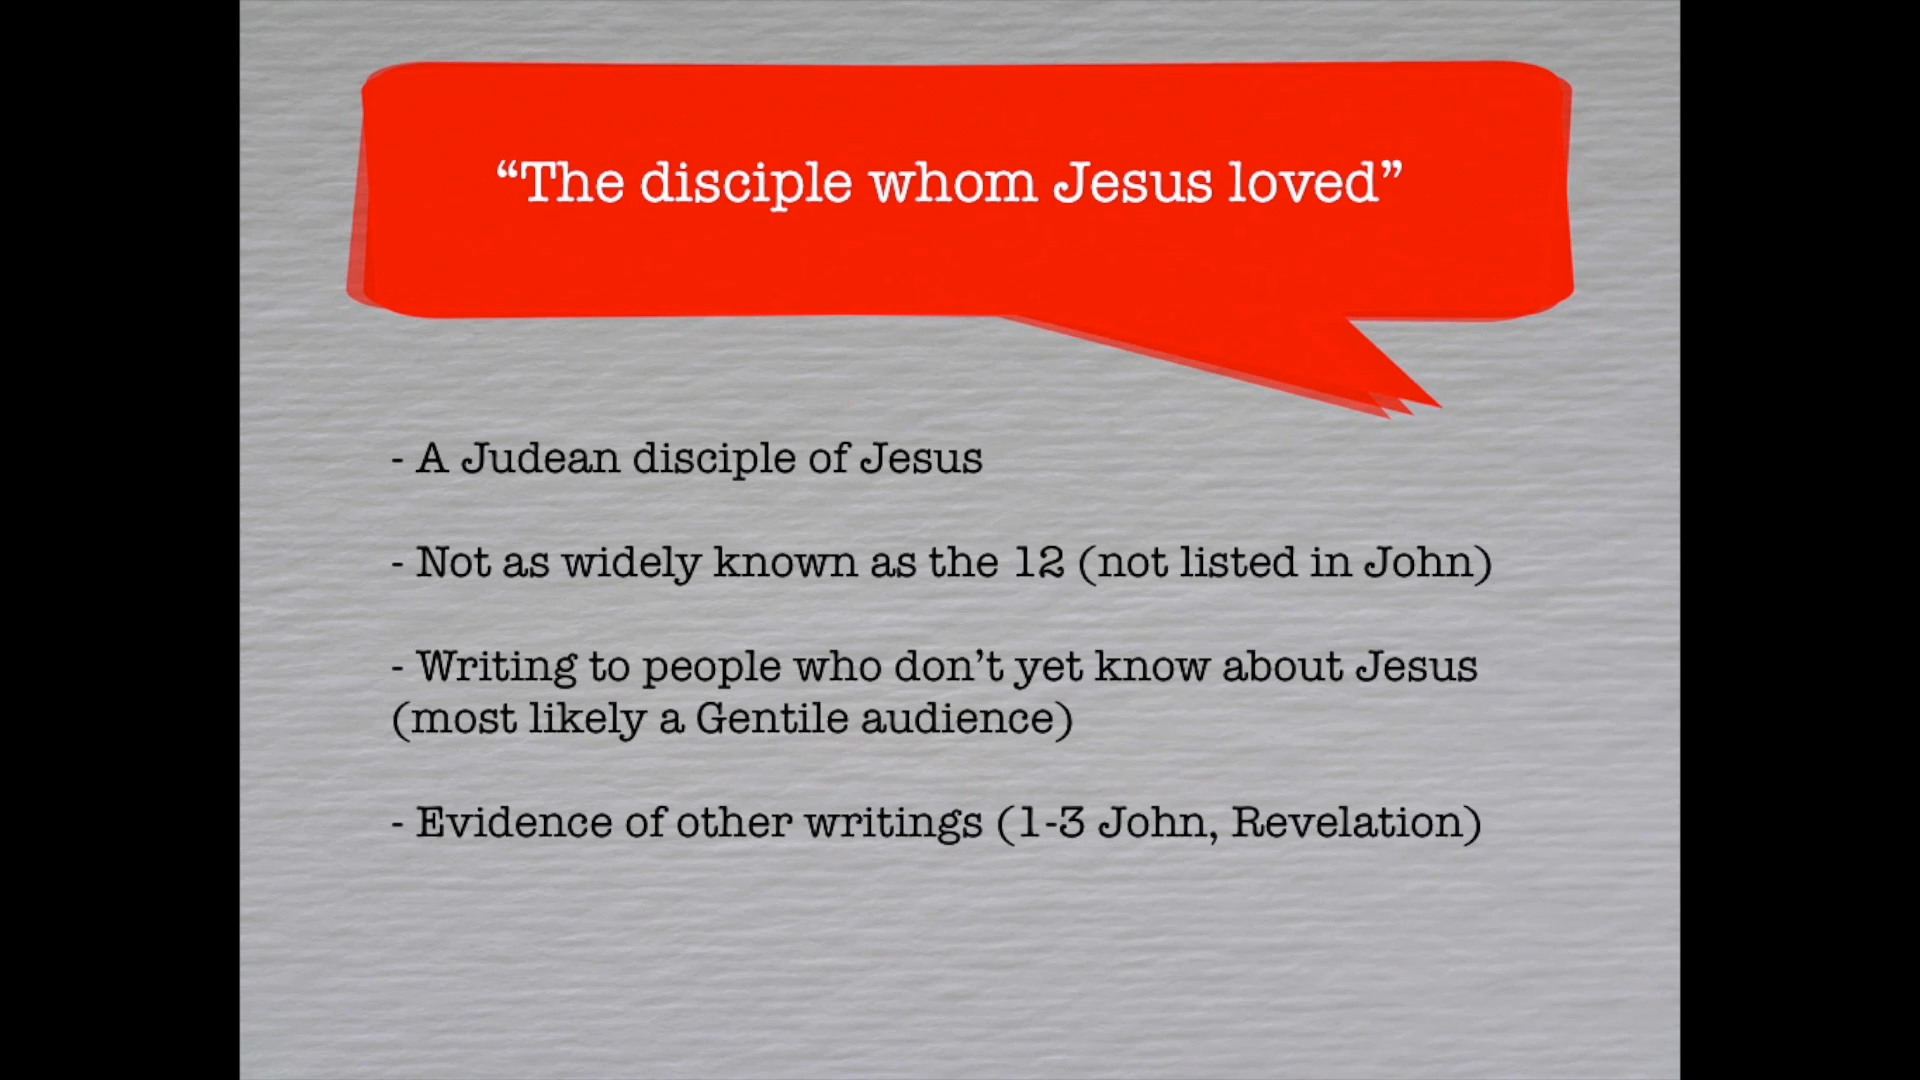 “The disciple whom Jesus loved”
- A Judean disciple of Jesus
- Not as widely known as the 12 (not listed in John)
- Writing to people who don’t yet know about Jesus
(most likely a Gentile audience)
- Evidence of other writings (1-3 John, Revelation)